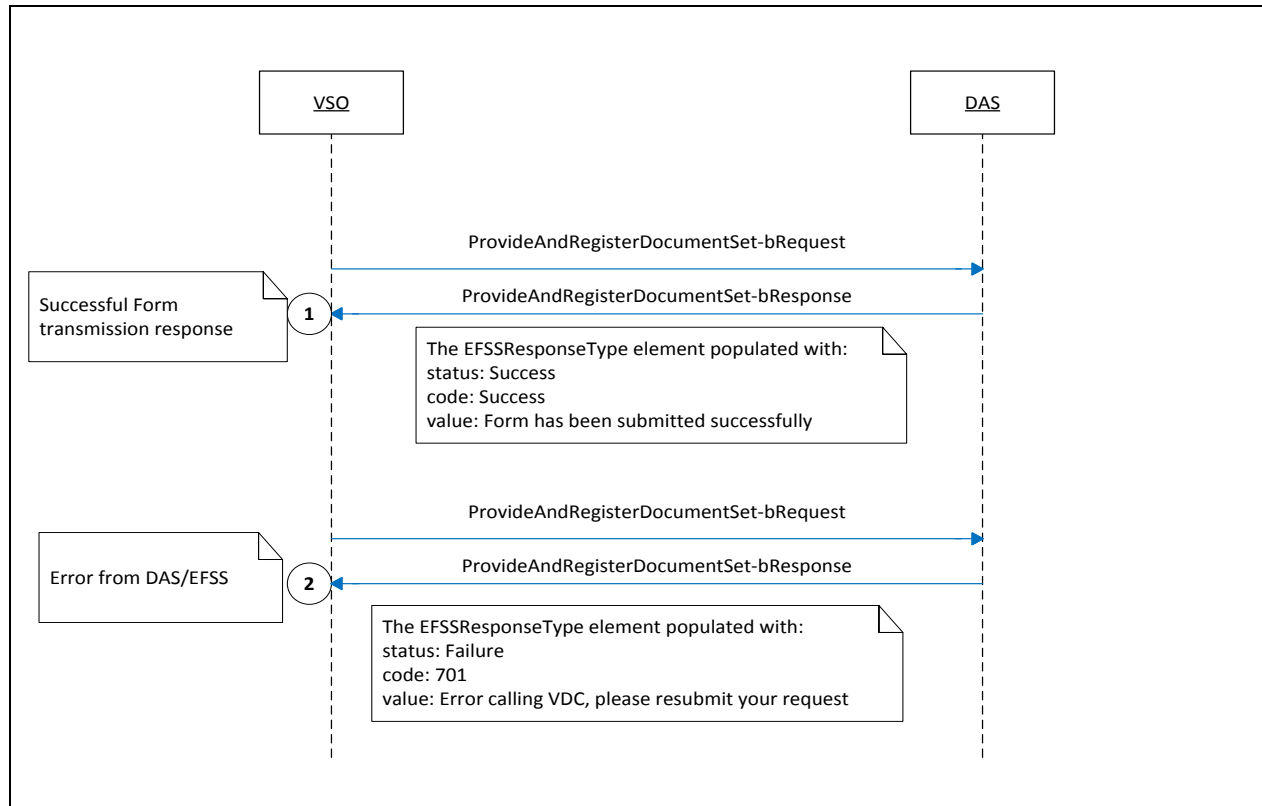 VSO
DAS
ProvideAndRegisterDocumentSet-bRequest
Successful Form
transmission response
1
ProvideAndRegisterDocumentSet-bResponse
The EFSSResponseType element populated with:
status: Success
code: Success
value: Form has been submitted successfully
ProvideAndRegisterDocumentSet-bRequest
Error from DAS/EFSS
2
ProvideAndRegisterDocumentSet-bResponse
The EFSSResponseType element populated with:
status: Failure
code: 701
value: Error calling VDC, please resubmit your request